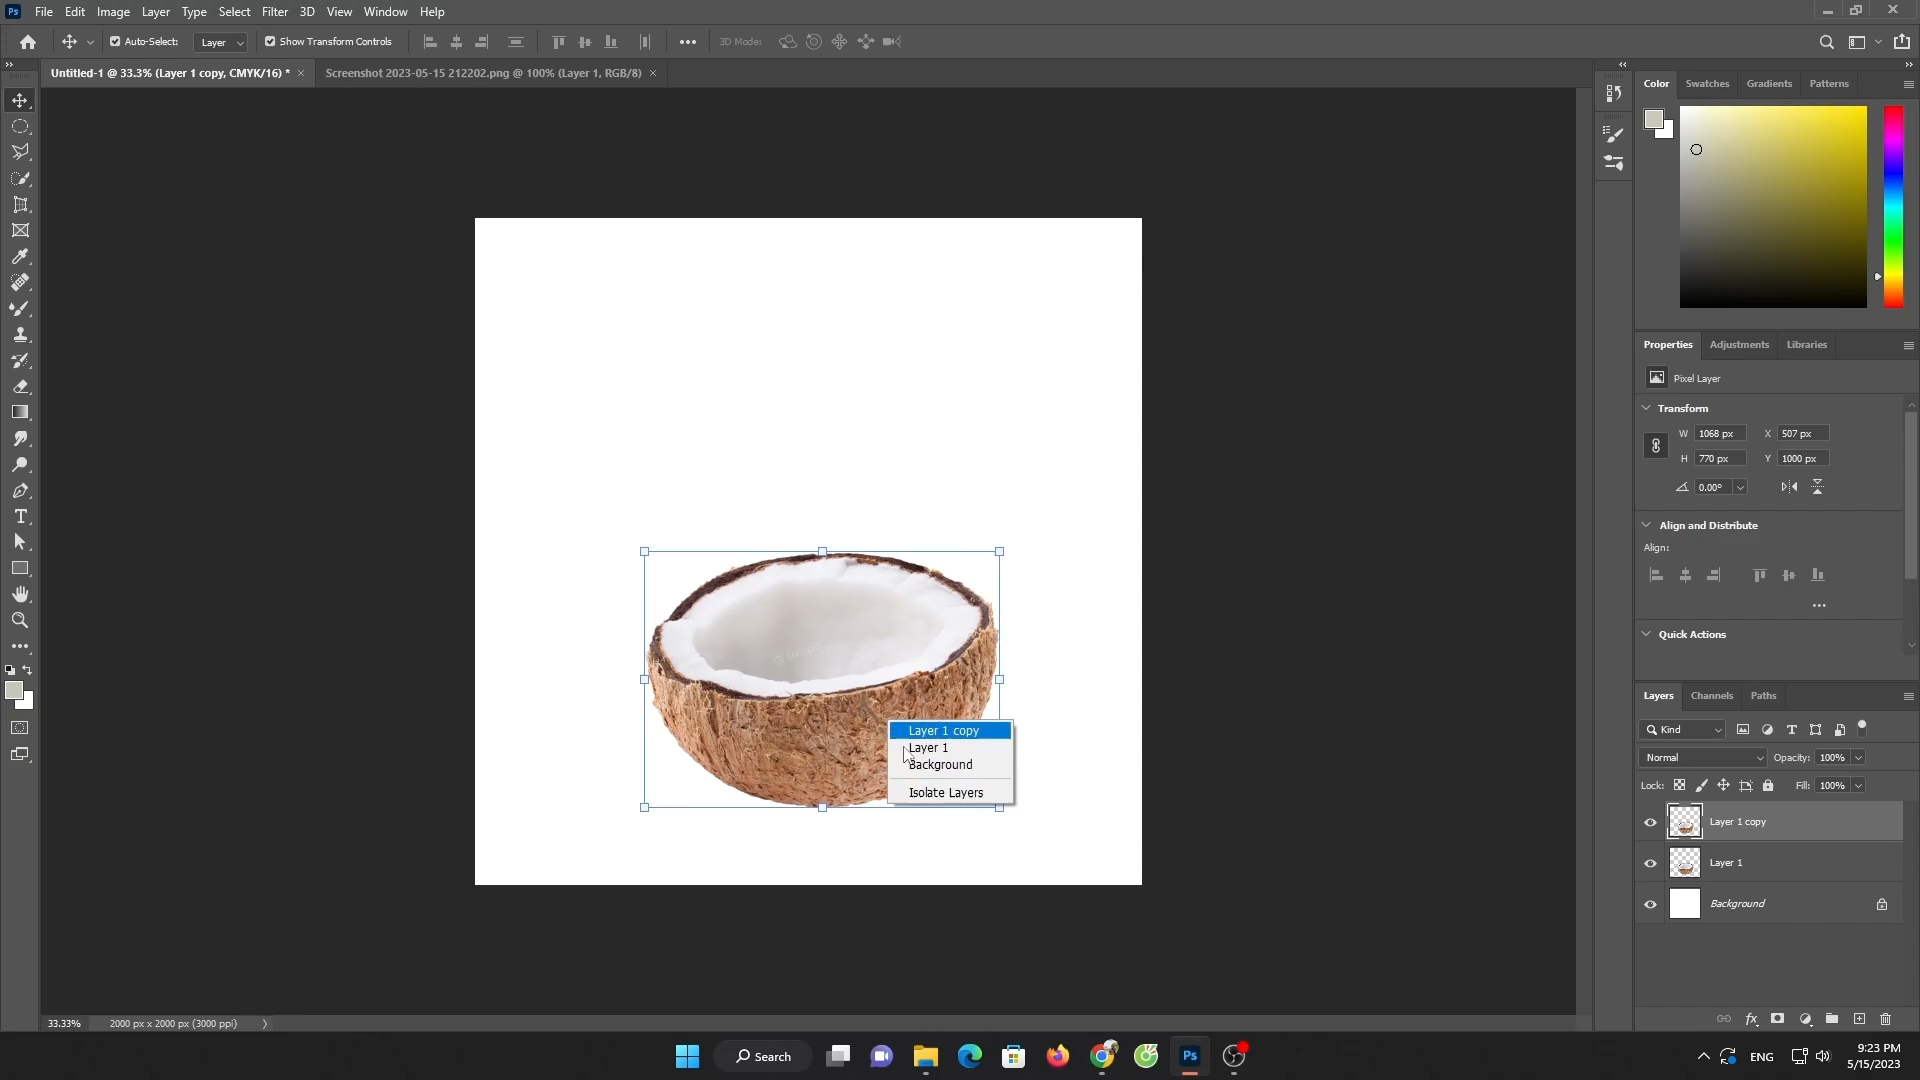 Ps File Edit Image Layer Type Select Filter 3D View Window Help
Auto-Select: Layer Show Transform Controls 3D Mode:
Untitled-1 @ 33.3% (Layer 1 copy, CMYK/16) * × Screenshot 2023-05-15 212202.png @ 100% (Layer 1, RGB/8) ×
Color Swatches Gradients Patterns
Properties Adjustments Libraries
Pixel Layer
Transform
W 1068 px X 507 px
H 770 px Y 1000 px
0.00°
Align and Distribute
Align:
Quick Actions
Layer 1 copy
Layer 1
Background
Isolate Layers
Layers Channels Paths
Kind
Normal Opacity: 100%
Lock: Fill: 100%
Layer 1 copy
Layer 1
Background
33.33% 2000 px x 2000 px (3000 ppi)
Search
Ps
ENG
9:23 PM
5/15/2023